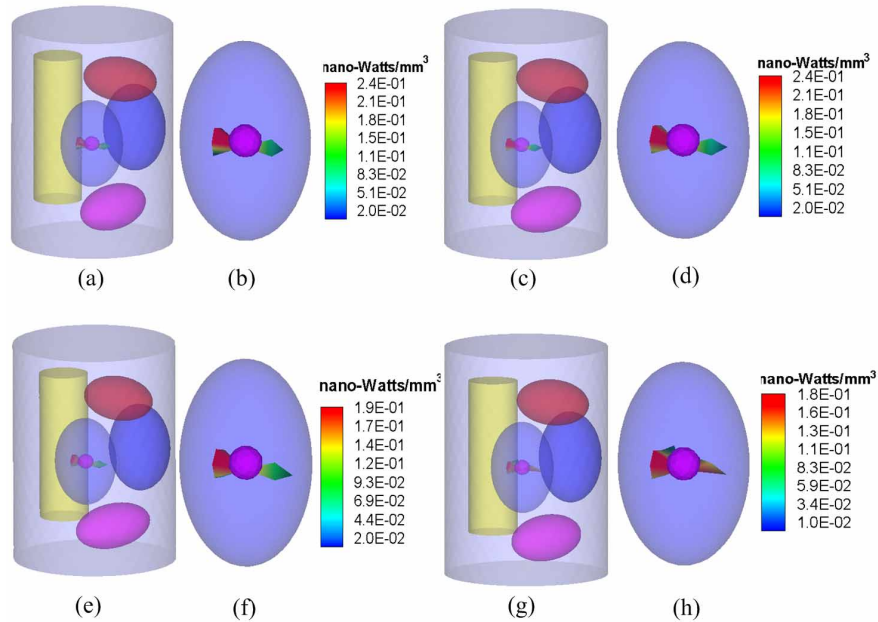 nano-Watts/mm³
2.4E-01
2.1E-01
1.8E-01
1.5E-01
1.1E-01
8.2E-02
5.1E-02
2.0E-02
(a)
(b)
nano-Watts/mm³
2.4E-01
2.1E-01
1.8E-01
1.5E-01
1.1E-01
8.2E-02
5.1E-02
2.0E-02
(c)
(d)
nano-Watts/mm³
1.9E-01
1.7E-01
1.4E-01
1.2E-01
9.3E-02
6.9E-02
4.4E-02
2.0E-02
(e)
(f)
nano-Watts/mm³
1.8E-01
1.6E-01
1.3E-01
1.1E-01
8.3E-02
5.9E-02
3.4E-02
1.0E-02
(g)
(h)